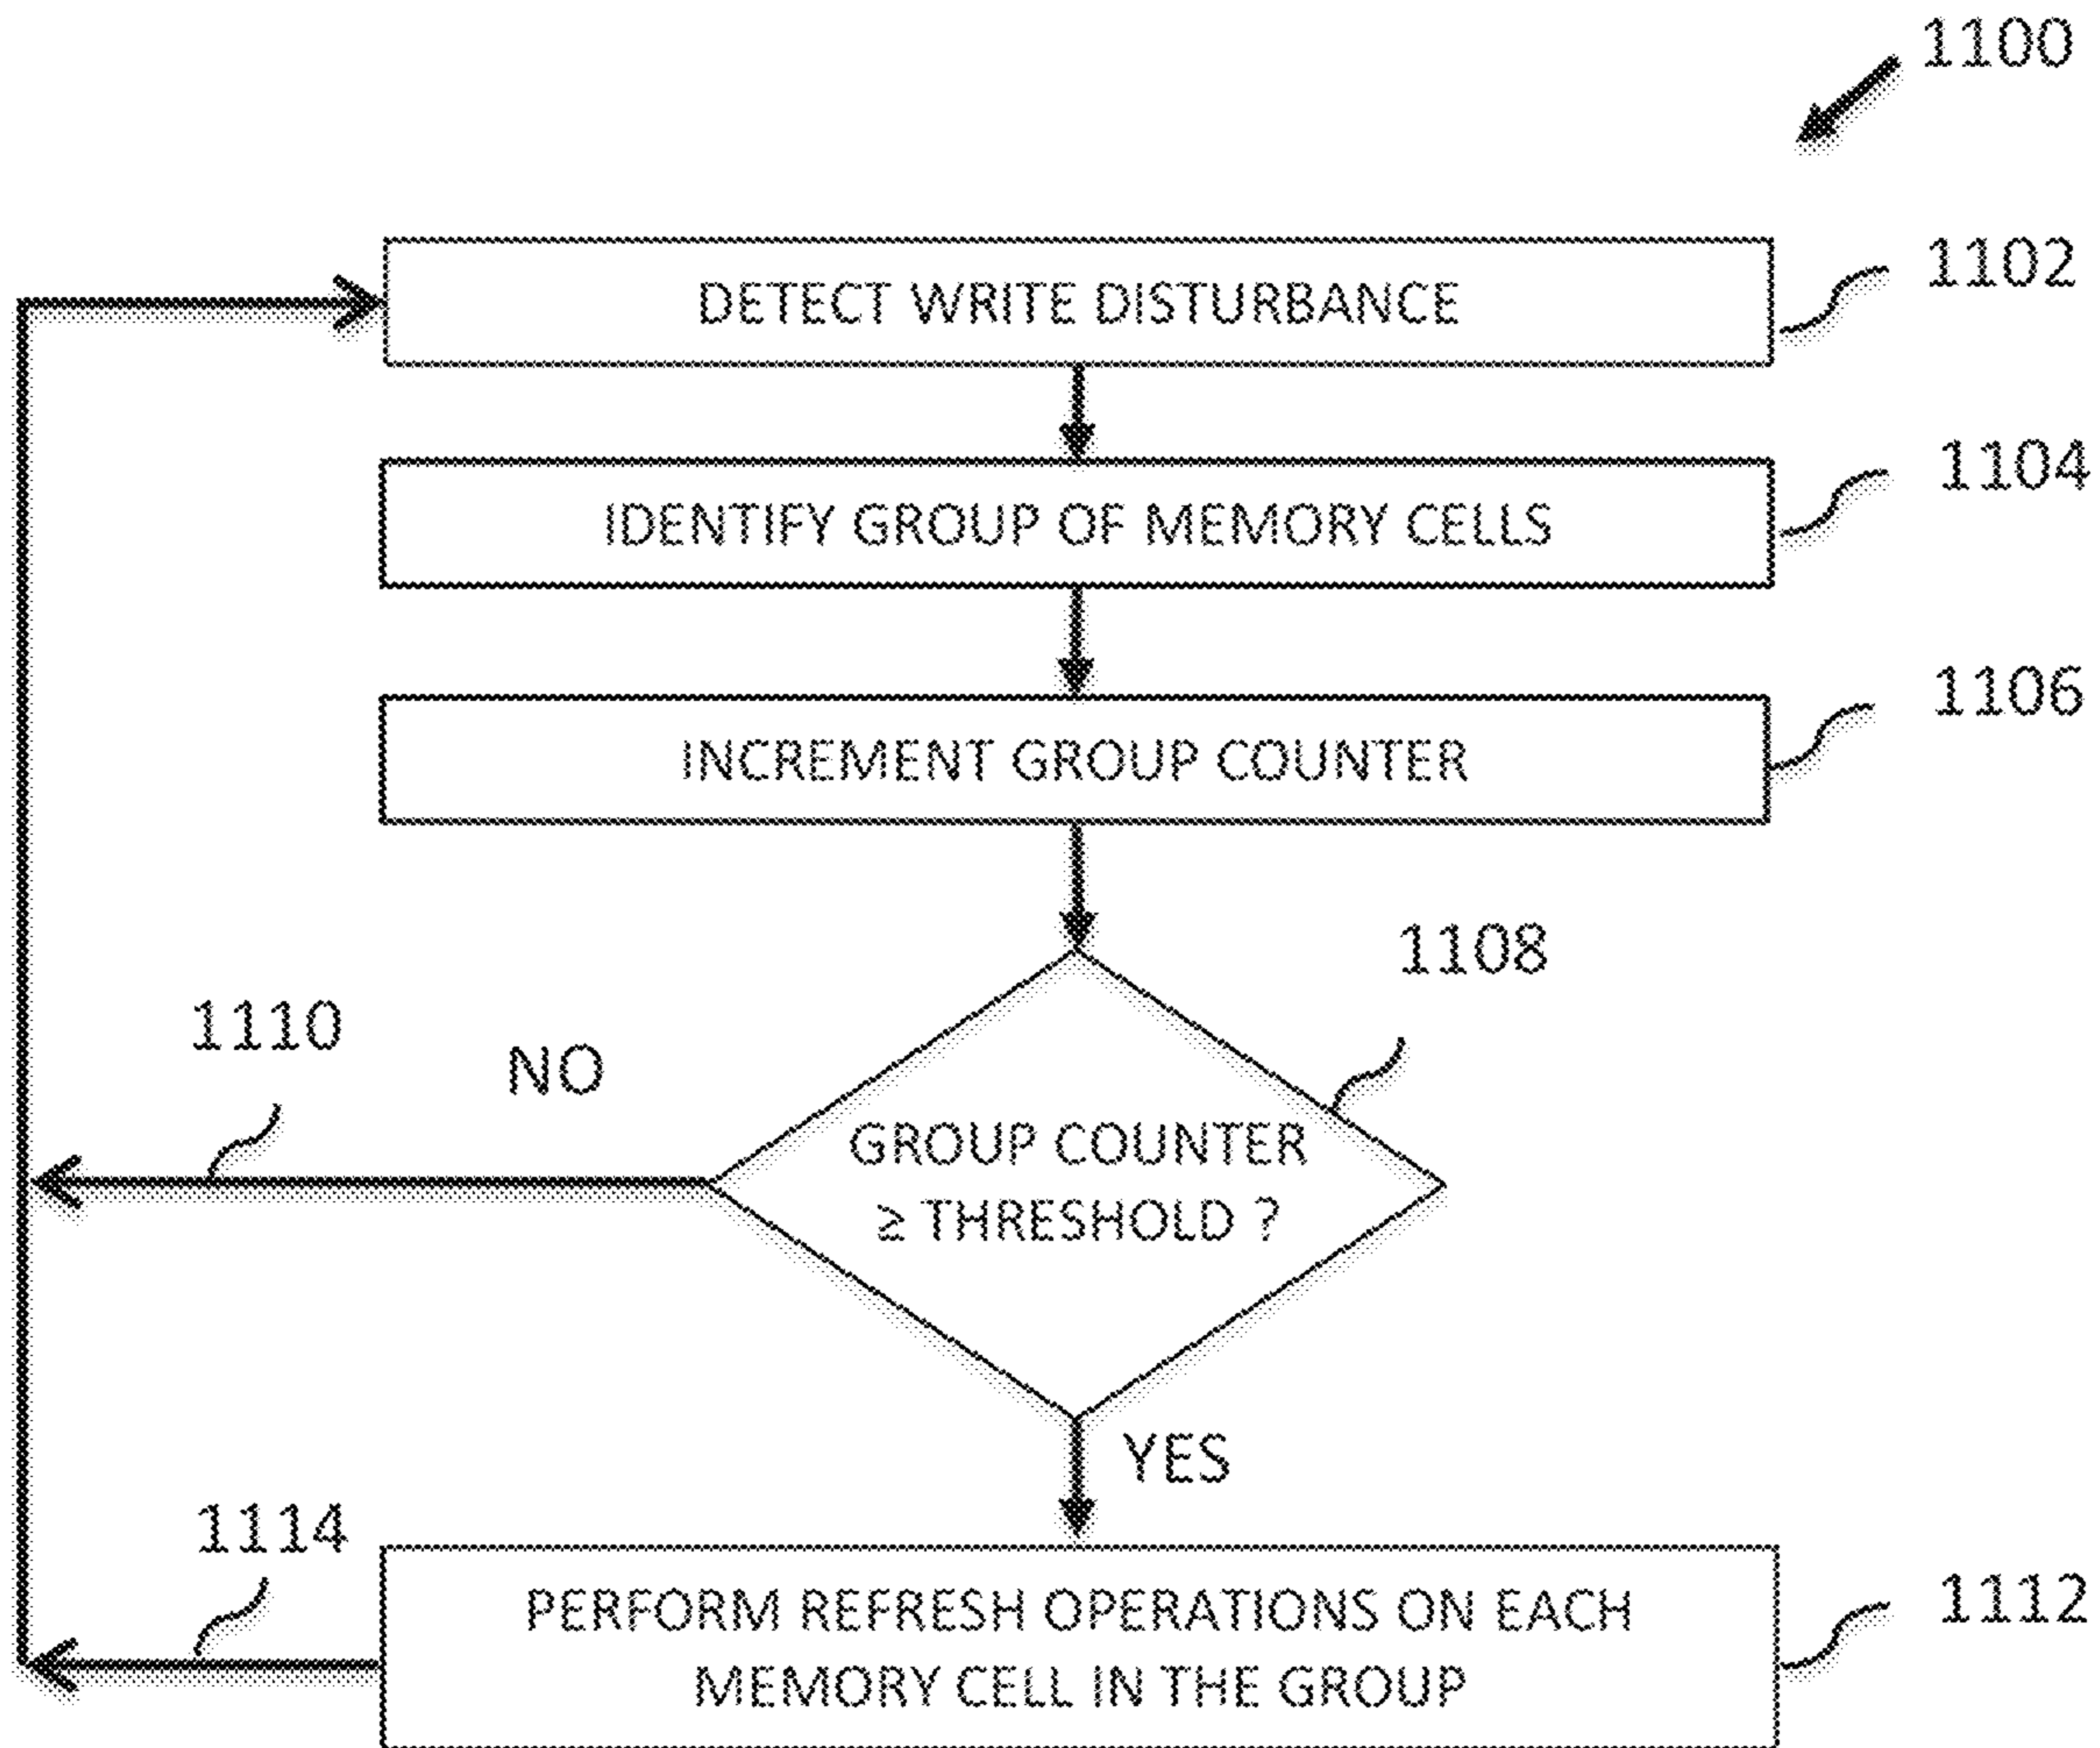 1100
DETECT WRITE DISTURBANCE
1102
IDENTIFY GROUP OF MEMORY CELLS
1104
INCREMENT GROUP COUNTER
1106
1108
1110
NO
GROUP COUNTER
≥ THRESHOLD ?
YES
1114
PERFORM REFRESH OPERATIONS ON EACH
MEMORY CELL IN THE GROUP
1112